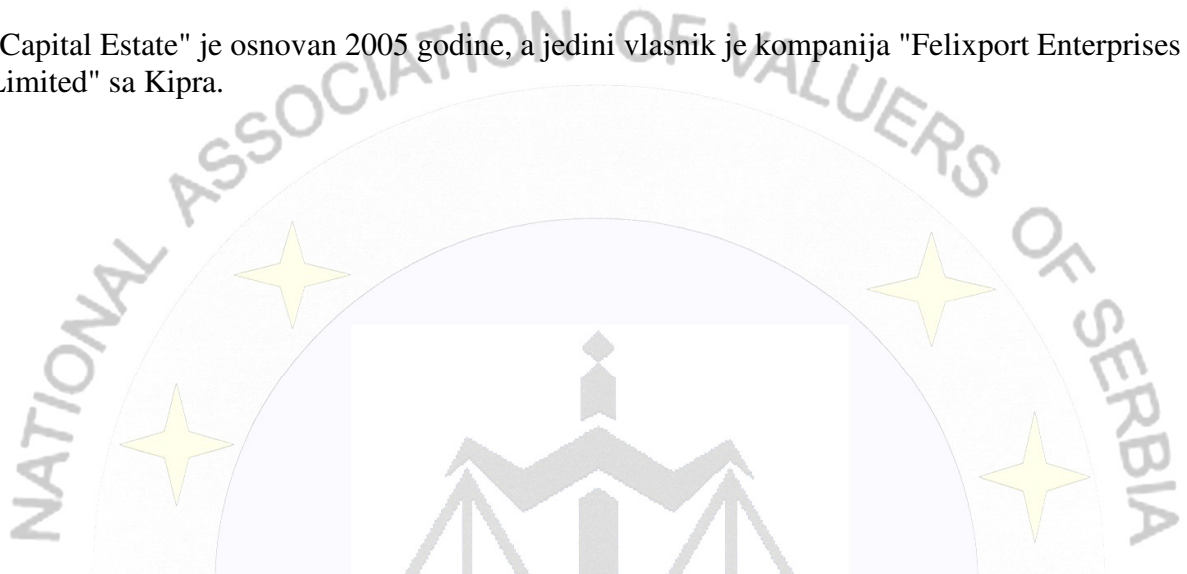 Capital Estate" je osnovan 2005 godine, a jedini vlasnik je kompanija "Felixport Enterprises
Limited" sa Kipra.
NATIONAL ASSOCIATION OF VALUERS OF SERBIA